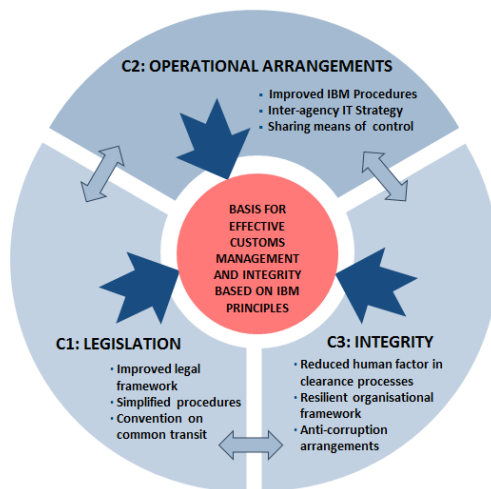 C2: OPERATIONAL ARRANGEMENTS
▪ Improved IBM Procedures
▪ Inter-agency IT Strategy
▪ Sharing means of control
BASIS FOR
EFFECTIVE
CUSTOMS
MANAGEMENT
AND INTEGRITY
BASED ON IBM
PRINCIPLES
C1: LEGISLATION
· Improved legal
framework
· Simplified procedures
· Convention on
common transit
C3: INTEGRITY
· Reduced human factor in
clearance processes
· Resilient organisational
framework
· Anti-corruption
arrangements